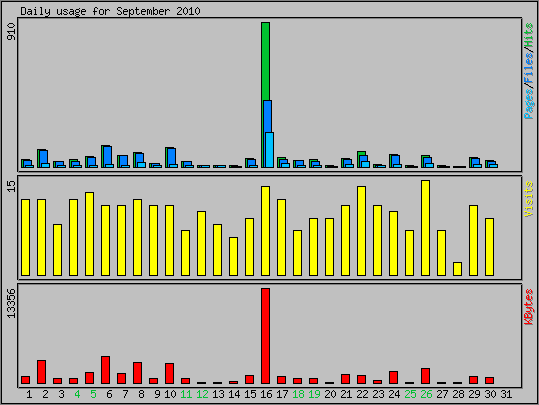 Daily usage for September 2010
910
Pages/Files/Hits
15
Visits
13356
KBytes
1 2 3 4 5 6 7 8 9 10 11 12 13 14 15 16 17 18 19 20 21 22 23 24 25 26 27 28 29 30 31